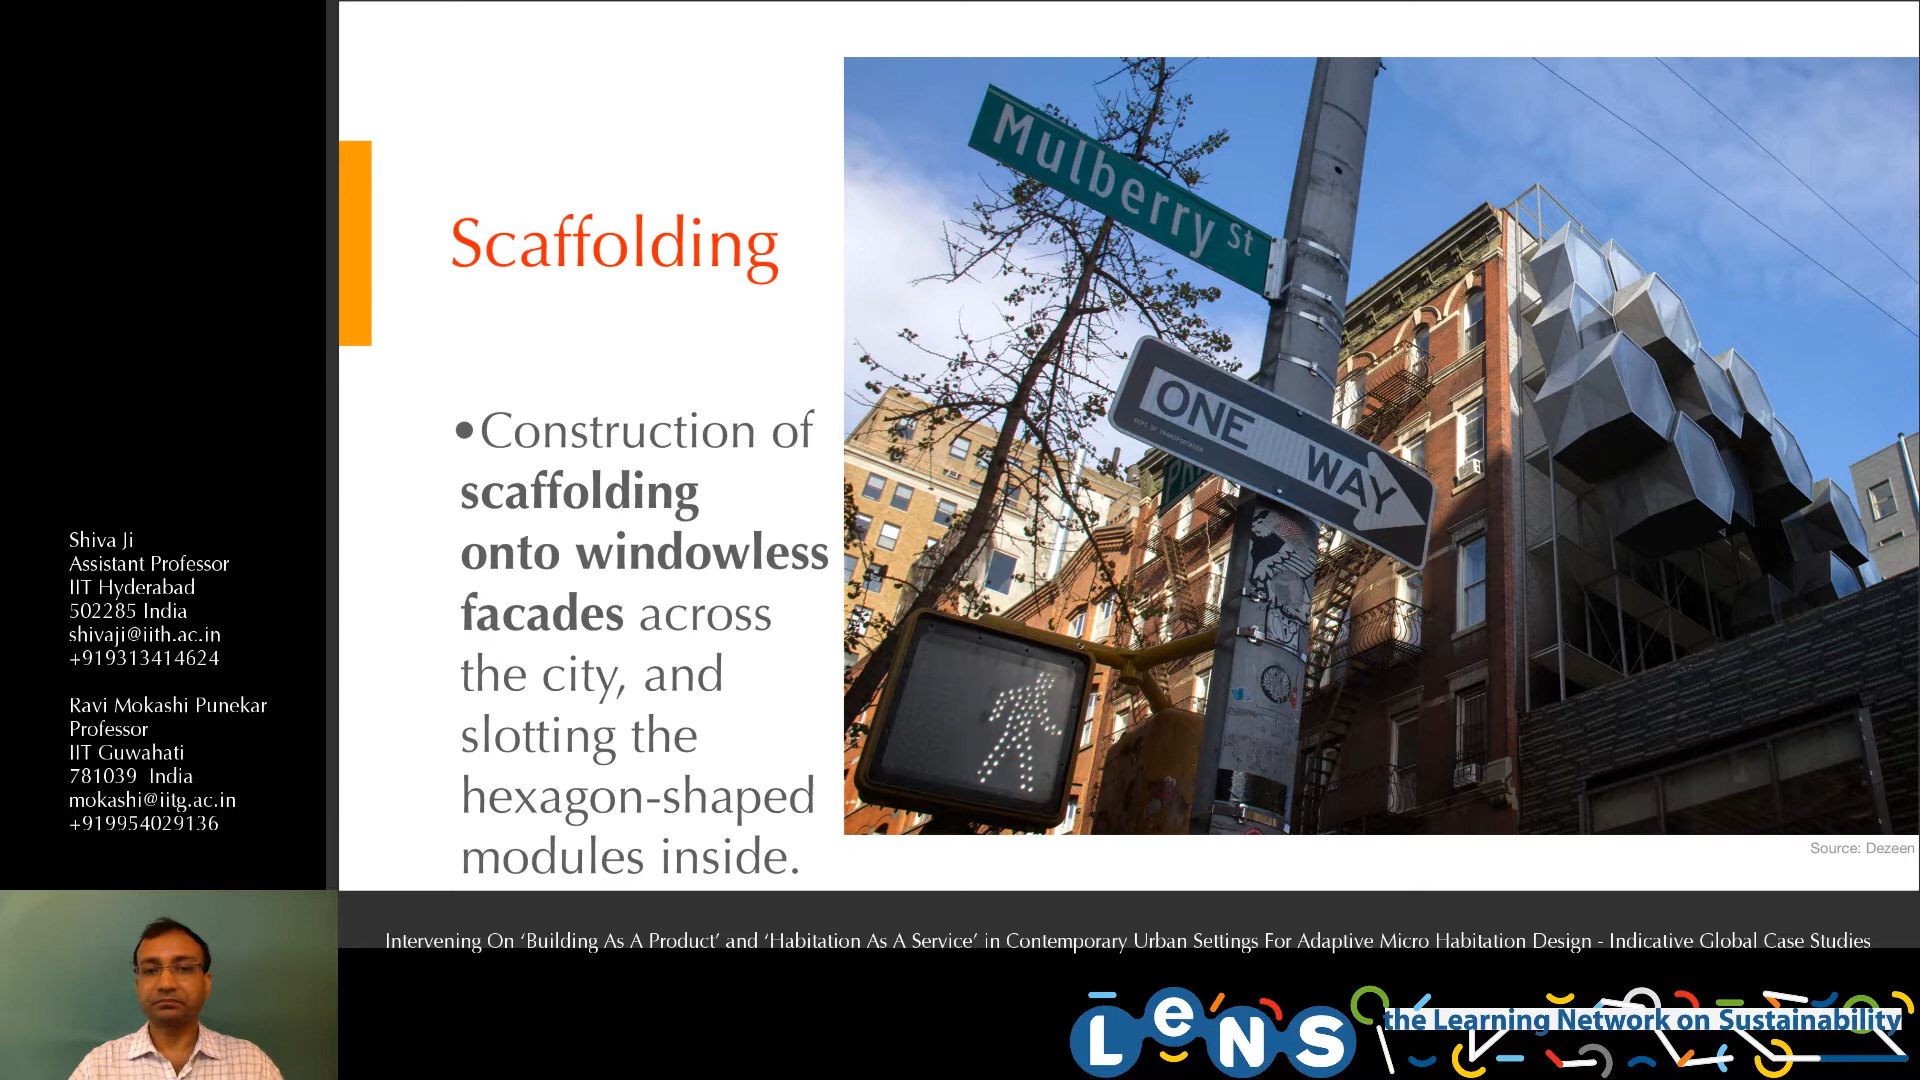 Scaffolding
•Construction of
scaffolding
onto windowless
facades across
the city, and
slotting the
hexagon-shaped
modules inside.
Mulberry St
ONE WAY
DEPT OF TRANSPORTATION
Source: Dezeen
Shiva Ji
Assistant Professor
IIT Hyderabad
502285 India
shivaji@iith.ac.in
+919313414624
Ravi Mokashi Punekar
Professor
IIT Guwahati
781039 India
mokashi@iitg.ac.in
+919954029136
Intervening On ‘Building As A Product’ and ‘Habitation As A Service’ in Contemporary Urban Settings For Adaptive Micro Habitation Design - Indicative Global Case Studies
LeNS
the Learning Network on Sustainability